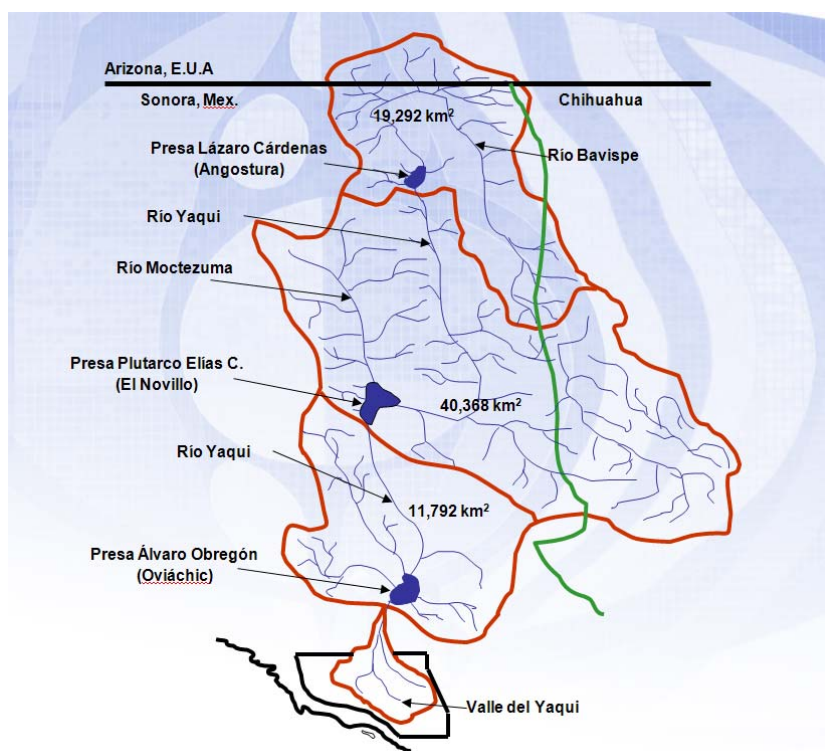 Arizona, E.U.A
Sonora, Mex.
Chihuahua
19,292 km²
Presa Lázaro Cárdenas
(Angostura)
Río Bavispe
Río Yaqui
Río Moctezuma
Presa Plutarco Elías C.
(El Novillo)
40,368 km²
Río Yaqui
11,792 km²
Presa Álvaro Obregón
(Oviáchic)
Valle del Yaqui